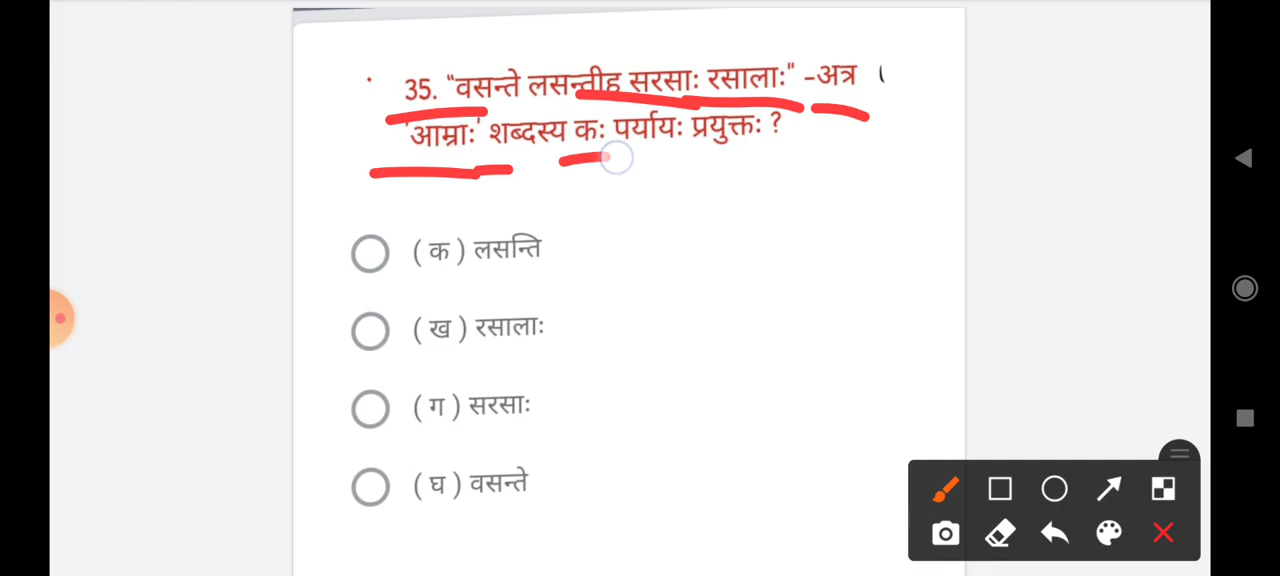 35. "वसन्ते लसन्तीह सरसाः रसालाः" -अत्र (
'आम्राः' शब्दस्य कः पर्यायः प्रयुक्तः ?
( क ) लसन्ति
( ख ) रसालाः
( ग ) सरसाः
( घ ) वसन्ते